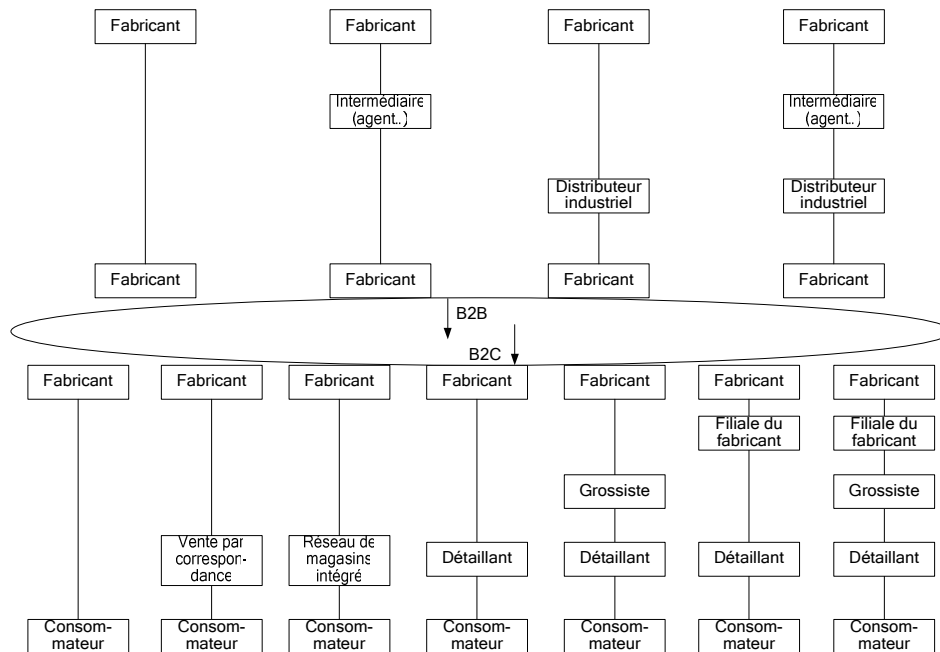 Fabricant
Fabricant
Fabricant
Fabricant
Intermédiaire
(agent..)
Intermédiaire
(agent..)
Distributeur
industriel
Distributeur
industriel
Fabricant
Fabricant
Fabricant
Fabricant
B2B
B2C
Fabricant
Fabricant
Fabricant
Fabricant
Fabricant
Fabricant
Fabricant
Filiale du
fabricant
Filiale du
fabricant
Grossiste
Grossiste
Vente par
correspon-
dance
Réseau de
magasins
intégré
Détaillant
Détaillant
Détaillant
Détaillant
Consom-
mateur
Consom-
mateur
Consom-
mateur
Consom-
mateur
Consom-
mateur
Consom-
mateur
Consom-
mateur